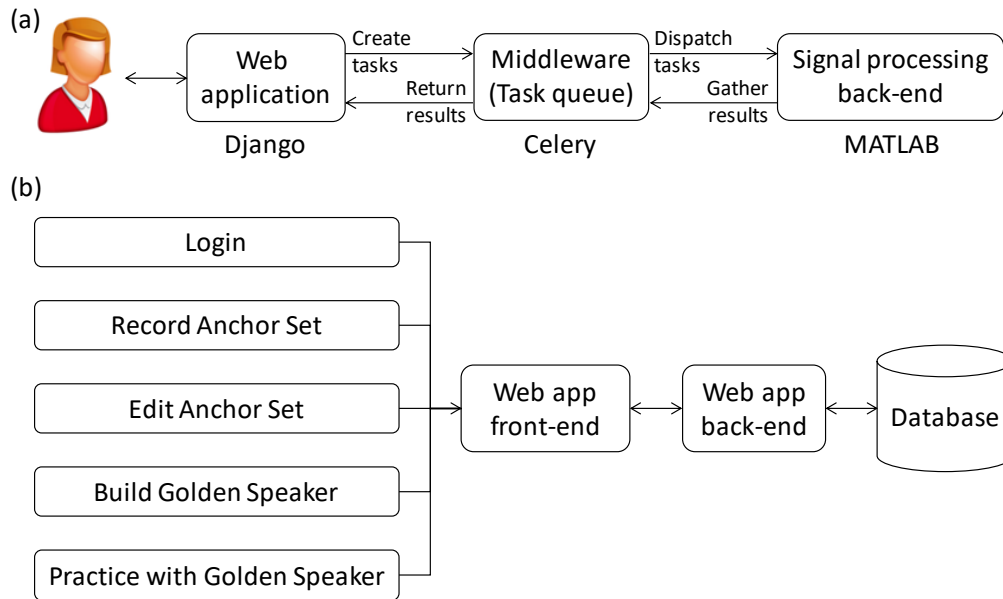 (a)
Web
application
Django
Create
tasks
Return
results
Middleware
(Task queue)
Celery
Dispatch
tasks
Gather
results
Signal processing
back-end
MATLAB
(b)
Login
Record Anchor Set
Edit Anchor Set
Build Golden Speaker
Practice with Golden Speaker
Web app
front-end
Web app
back-end
Database